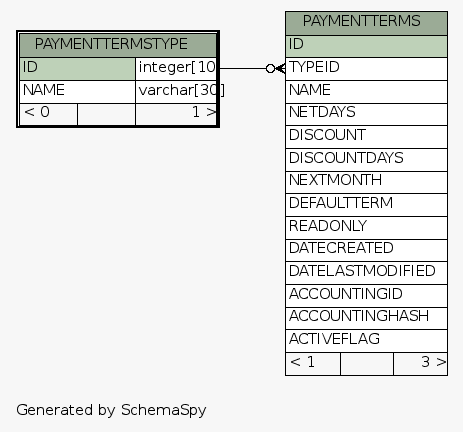 PAYMENTTERMSTYPE
ID integer[10
NAME varchar[30]
< 0 1 >
PAYMENTTERMS
ID
TYPEID
NAME
NETDAYS
DISCOUNT
DISCOUNTDAYS
NEXTMONTH
DEFAULTTERM
READONLY
DATECREATED
DATELASTMODIFIED
ACCOUNTINGID
ACCOUNTINGHASH
ACTIVEFLAG
< 1 3 >
Generated by SchemaSpy